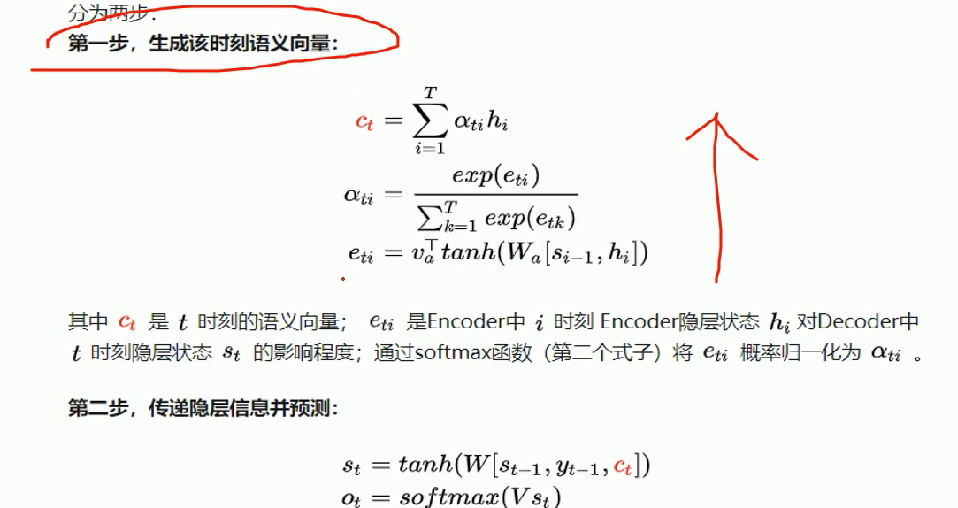 分为两步：
第一步，生成该时刻语义向量：
c_t = \sum_{i=1}^{T} α_{ti} h_i
α_{ti} = \frac{exp(e_{ti})}{\sum_{k=1}^{T} exp(e_{tk})}
e_{ti} = v_a^⊤ tanh(W_a[s_{i-1}, h_i])
其中 c_t 是 t 时刻的语义向量； e_{ti} 是Encoder中 i 时刻 Encoder隐层状态 h_i 对Decoder中
t 时刻隐层状态 s_t 的影响程度；通过softmax函数（第二个式子）将 e_{ti} 概率归一化为 α_{ti} 。
第二步，传递隐层信息并预测：
s_t = tanh(W[s_{t-1}, y_{t-1}, c_t])
o_t = softmax(Vs_t)